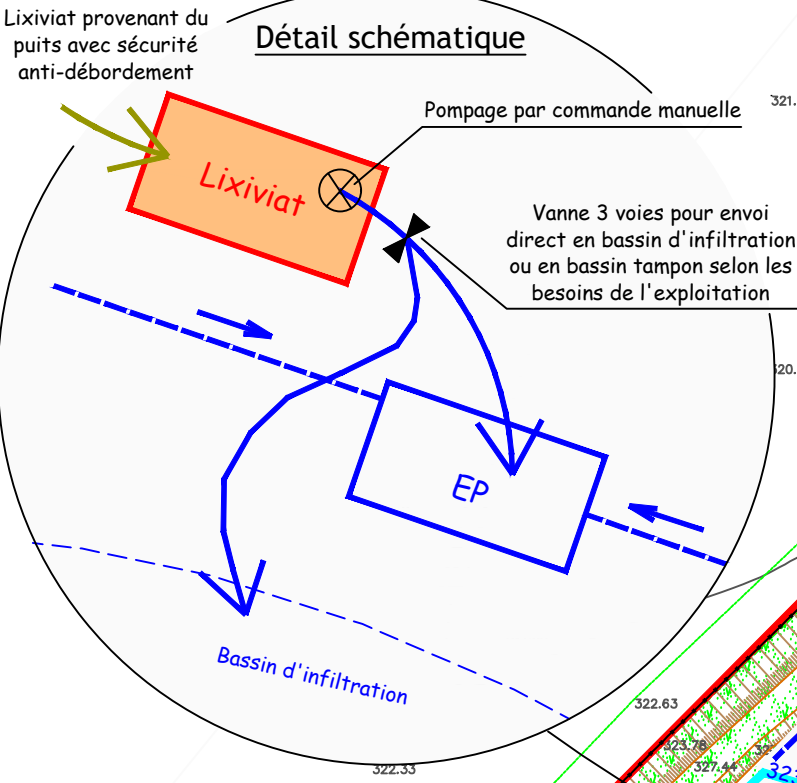 Lixiviat provenant du
puits avec sécurité
anti-débordement
Détail schématique
Pompage par commande manuelle
321.
Lixiviat
Vanne 3 voies pour envoi
direct en bassin d'infiltration
ou en bassin tampon selon les
besoins de l'exploitation
EP
Bassin d'infiltration
322.63
323.78
327.44
322.33